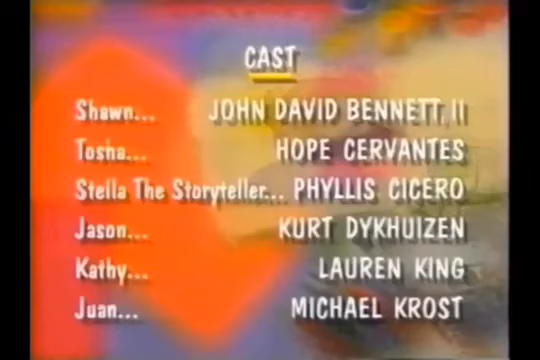 CAST
Shawn... JOHN DAVID BENNETT, II
Tosha... HOPE CERVANTES
Stella The Storyteller... PHYLLIS CICERO
Jason... KURT DYKHUIZEN
Kathy... LAUREN KING
Juan... MICHAEL KROST